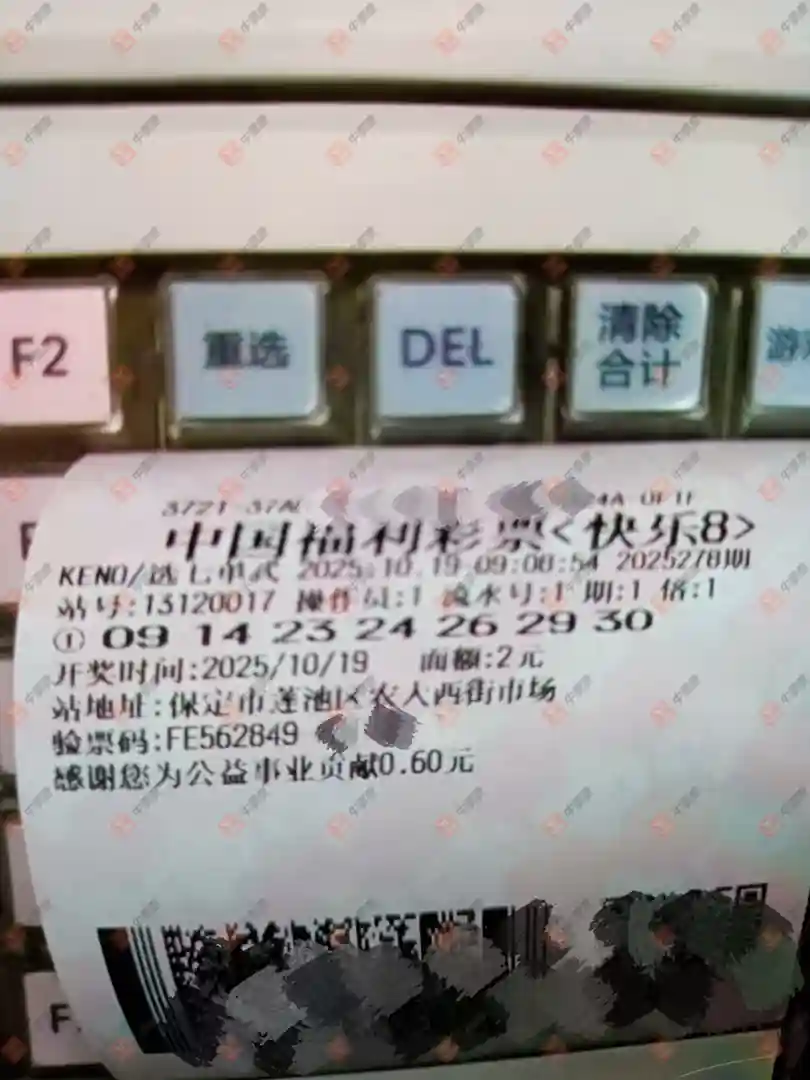 F2 重选 DEL 清除合计
中国福利彩票<快乐8>
KENO/选七单式 2025.10.19 09:08:54 2025278期
站号:13120017 操作员:1 流水号:1 期:1 倍:1
① 09 14 23 24 26 29 30
开奖时间:2025/10/19 面额:2元
站地址:保定市莲池区农大西街市场
验票码:FE562849
感谢您为公益事业贡献0.60元